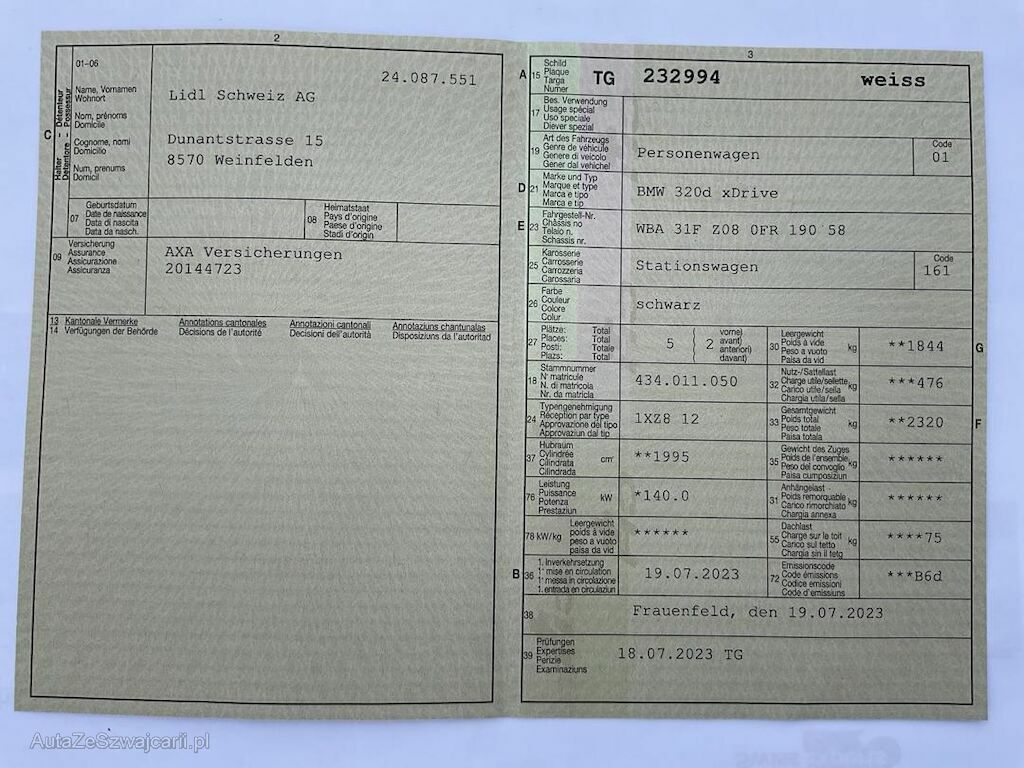 2
01-06
24.087.551
Name, Vornamen
Wohnort
Nom, prénoms
Domicile
Cognome, nomi
Domicilio
Num, prenums
Domicil
C
Halter – Détenteur
Detentore – Possessur
Lidl Schweiz AG
Dunantstrasse 15
8570 Weinfelden
07
Geburtsdatum
Date de naissance
Data di nascita
Data da nasch.
08
Heimatstaat
Pays d'origine
Paese d'origine
Stadi d'origin
09
Versicherung
Assurance
Assicurazione
Assicuranza
AXA Versicherungen
20144723
13 Kantonale Vermerke Annotations cantonales Annotazioni cantonali Annotaziuns chantunalas
14 Verfügungen der Behörde Décisions de l'autorité Decisioni dell'autorità Disposiziuns da l'autoritad
3
A 15
Schild
Plaque
Targa
Numer
TG 232994 weiss
17
Bes. Verwendung
Usage spécial
Uso speciale
Diever spezial
19
Art des Fahrzeugs
Genre de véhicule
Genere di veicolo
Gener dal vehichel
Personenwagen
Code
01
D 21
Marke und Typ
Marque et type
Marca e tipo
Marca e tip
BMW 320d xDrive
E 23
Fahrgestell-Nr.
Châssis no
Telaio n.
Schassis nr.
WBA 31F Z08 0FR 190 58
25
Karosserie
Carrosserie
Carrozzeria
Carossaria
Stationswagen
Code
161
26
Farbe
Couleur
Colore
Colur
schwarz
27
Plätze: Total
Places: Total
Posti: Totale
Plazs: Total
5 ( 2
vorne)
avant)
anteriori)
davant)
30
Leergewicht
Poids à vide
Peso a vuoto
Paisa da vid
kg
**1844
G
18
Stammnummer
N° matricule
N. di matricola
Nr. da matricla
434.011.050
32
Nutz-/Sattellast
Charge utile/sellette
Carico utile/sella
Chargia utila/sella
kg
***476
24
Typengenehmigung
Réception par type
Approvazione del tipo
Approvaziun dal tip
1XZ8 12
33
Gesamtgewicht
Poids total
Peso totale
Paisa totala
kg
**2320
F
37
Hubraum
Cylindrée
Cilindrata
Cilindrada
cm³
**1995
35
Gewicht des Zuges
Poids de l'ensemble
Peso del convoglio
Paisa cumposiziun
kg
******
76
Leistung
Puissance
Potenza
Prestaziun
kW
*140.0
31
Anhängelast
Poids remorquable
Carico rimorchiato
Chargia annexa
kg
******
78 kW/kg
Leergewicht
poids à vide
peso a vuoto
paisa da vid
******
55
Dachlast
Charge sur le toit
Carico sul tetto
Chargia sin il tetg
kg
****75
B 36
1. Inverkehrsetzung
1re mise en circulation
1a messa in circolazione
1. entrada en circulaziun
19.07.2023
72
Emissionscode
Code émissions
Codice emissioni
Code d'emissiuns
***B6d
38
Frauenfeld, den 19.07.2023
39
Prüfungen
Expertises
Perizie
Examinaziuns
18.07.2023 TG
AutaZeSzwajcarii.pl